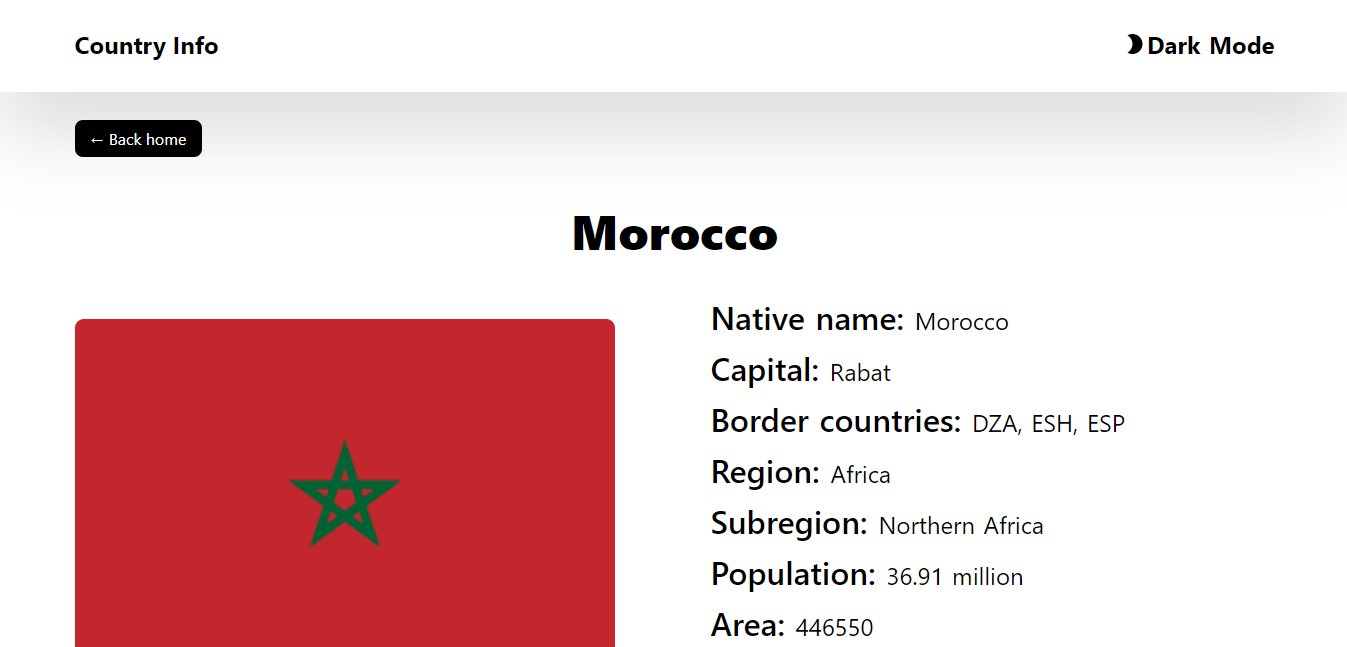 Country Info
Dark Mode
← Back home
Morocco
Native name: Morocco
Capital: Rabat
Border countries: DZA, ESH, ESP
Region: Africa
Subregion: Northern Africa
Population: 36.91 million
Area: 446550